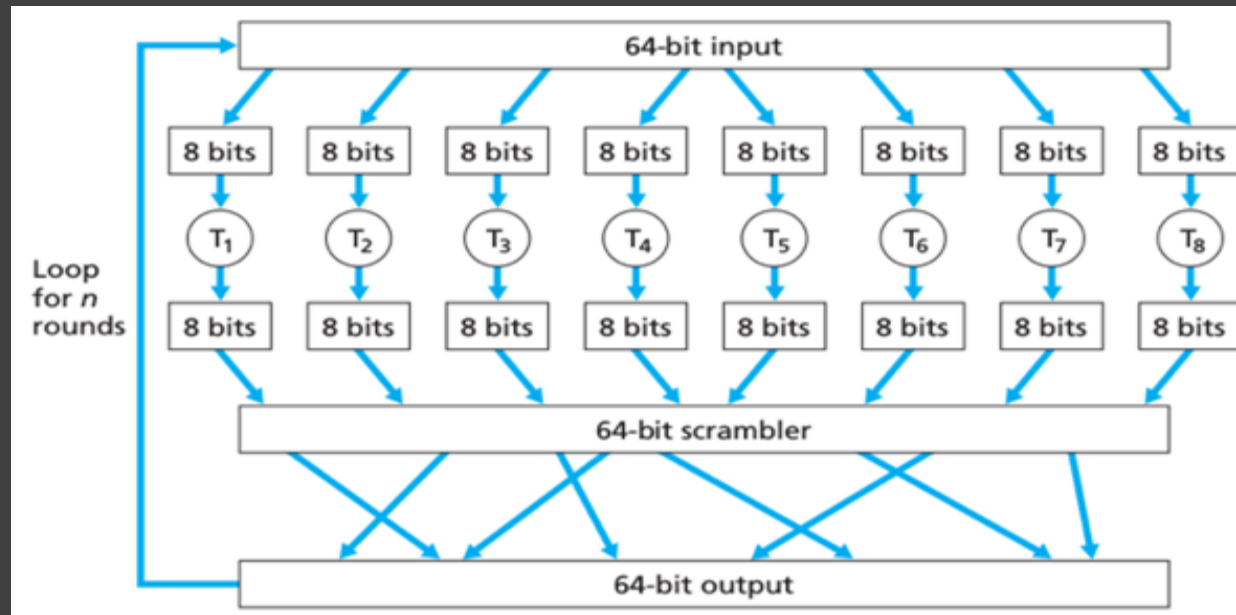 64-bit input
8 bits 8 bits 8 bits 8 bits 8 bits 8 bits 8 bits 8 bits
T₁ T₂ T₃ T₄ T₅ T₆ T₇ T₈
Loop
for n
rounds
8 bits 8 bits 8 bits 8 bits 8 bits 8 bits 8 bits 8 bits
64-bit scrambler
64-bit output